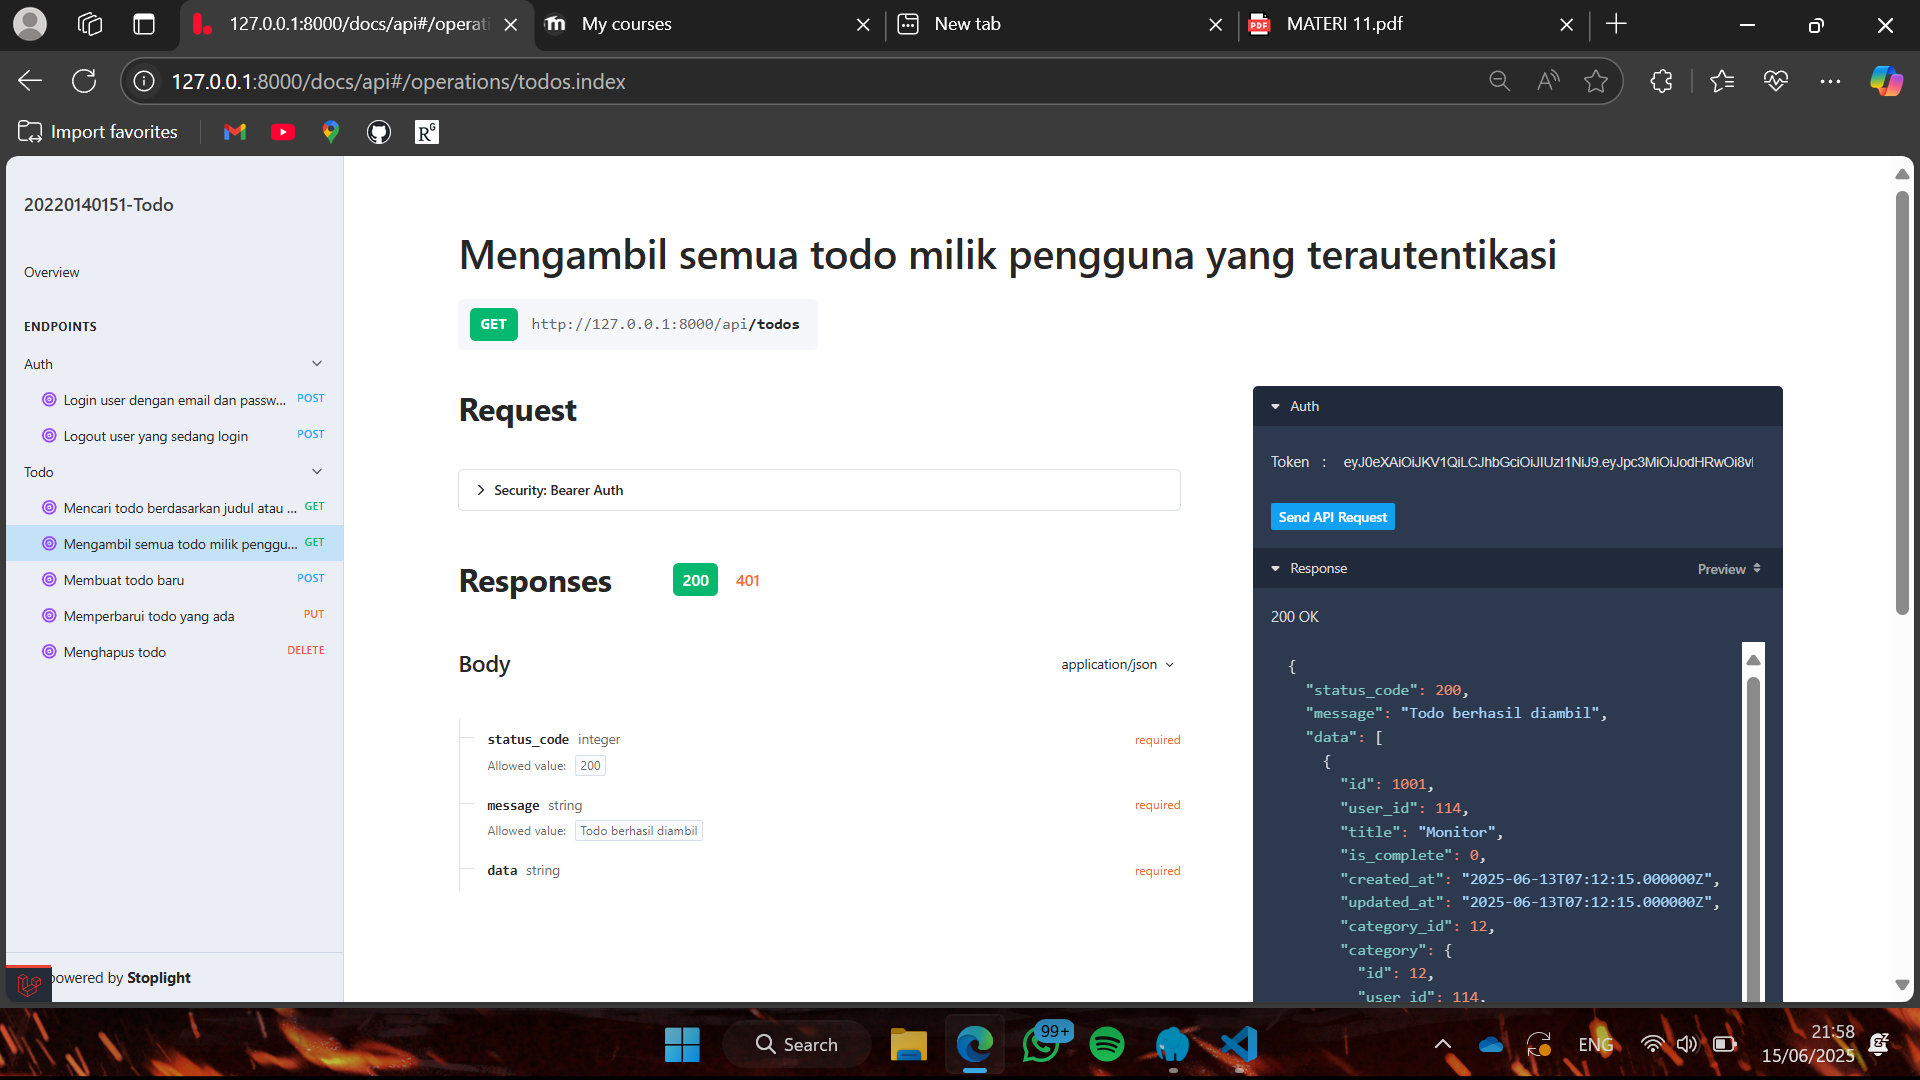 127.0.0.1:8000/docs/api#/operati
My courses
New tab
MATERI 11.pdf
127.0.0.1:8000/docs/api#/operations/todos.index
Import favorites
20220140151-Todo
Overview
ENDPOINTS
Auth
Login user dengan email dan passw... POST
Logout user yang sedang login POST
Todo
Mencari todo berdasarkan judul atau ... GET
Mengambil semua todo milik penggu... GET
Membuat todo baru POST
Memperbarui todo yang ada PUT
Menghapus todo DELETE
powered by Stoplight
Mengambil semua todo milik pengguna yang terautentikasi
GET http://127.0.0.1:8000/api/todos
Request
Security: Bearer Auth
Responses 200 401
Body application/json
status_code integer required
Allowed value: 200
message string required
Allowed value: Todo berhasil diambil
data string required
Auth
Token : eyJ0eXAiOiJKV1QiLCJhbGciOiJIUzI1NiJ9.eyJpc3MiOiJodHRwOi8v
Send API Request
Response Preview
200 OK
{
"status_code": 200,
"message": "Todo berhasil diambil",
"data": [
{
"id": 1001,
"user_id": 114,
"title": "Monitor",
"is_complete": 0,
"created_at": "2025-06-13T07:12:15.000000Z",
"updated_at": "2025-06-13T07:12:15.000000Z",
"category_id": 12,
"category": {
"id": 12,
"user_id": 114,
Search
99+
ENG
21:58
15/06/2025